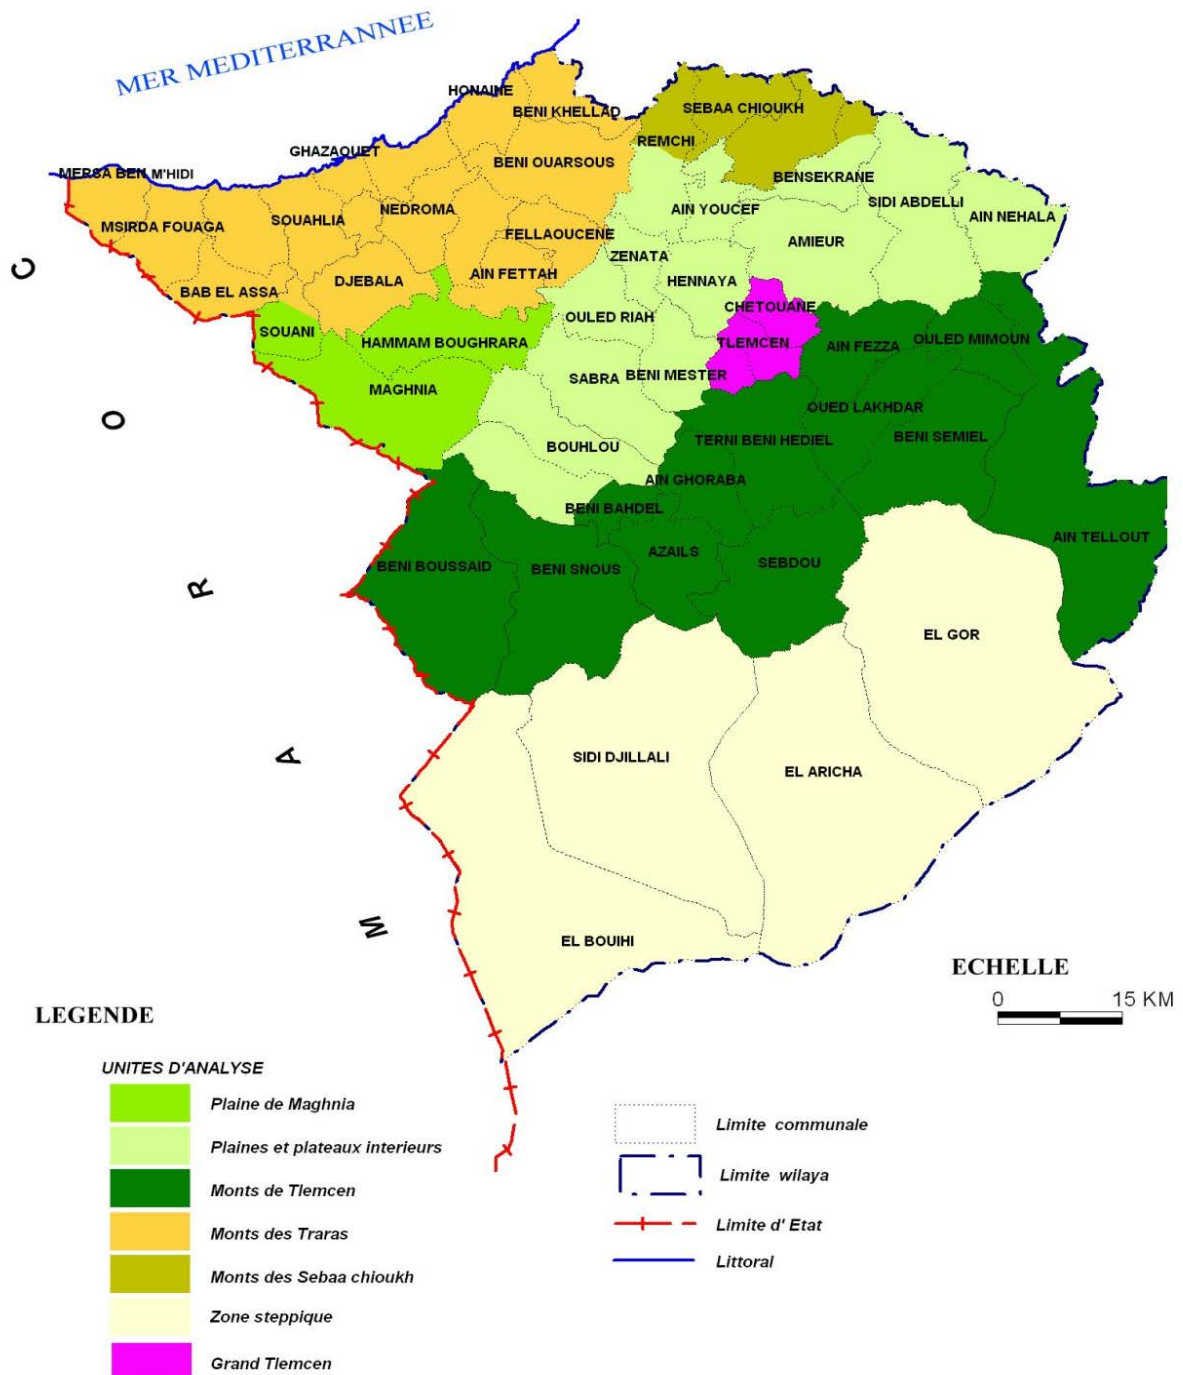 MER MEDITERRANNEE
HONAINE
BENI KHELLAD
SEBAA CHIOUKH
REMCHI
GHAZAOUET
BENI OUARSOUS
MERSA BEN M'HIDI
BENSEKRANE
NEDROMA
AIN YOUCEF
SIDI ABDELLI
AIN NEHALA
MSIRDA FOUAGA
SOUAHLIA
FELLAOUCENE
AMIEUR
ZENATA
DJEBALA
AIN FETTAH
HENNAYA
BAB EL ASSA
CHETOUANE
OULED RIAH
SOUANI
HAMMAM BOUGHRARA
TLEMCEN
AIN FEZZA
OULED MIMOUN
MAGHNIA
SABRA
BENI MESTER
OUED LAKHDAR
BOUHLOU
TERNI BENI HEDIEL
BENI SEMIEL
AIN GHORABA
BENI BAHDEL
AIN TELLOUT
BENI BOUSSAID
BENI SNOUS
AZAILS
SEBDOU
EL GOR
SIDI DJILLALI
EL ARICHA
EL BOUIHI
M A R O C
ECHELLE
0 15 KM
LEGENDE
UNITES D'ANALYSE
Plaine de Maghnia
Plaines et plateaux interieurs
Monts de Tlemcen
Monts des Traras
Monts des Sebaa chioukh
Zone steppique
Grand Tlemcen
Limite communale
Limite wilaya
Limite d' Etat
Littoral